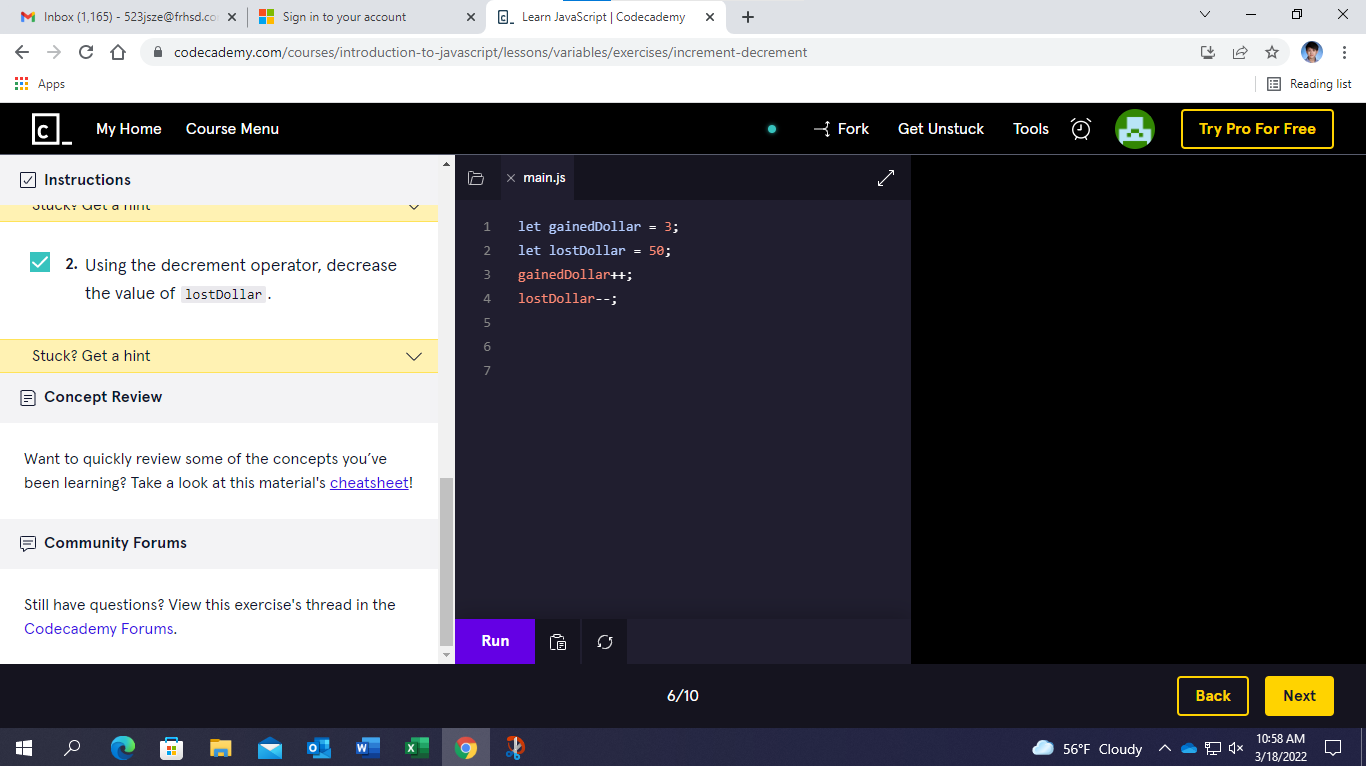 Inbox (1,165) - 523jsze@frhsd.co
Sign in to your account
Learn JavaScript | Codecademy
codecademy.com/courses/introduction-to-javascript/lessons/variables/exercises/increment-decrement
Apps
Reading list
c_
My Home
Course Menu
Fork
Get Unstuck
Tools
Try Pro For Free
Instructions
Stuck? Get a hint
2. Using the decrement operator, decrease
the value of lostDollar.
Stuck? Get a hint
Concept Review
Want to quickly review some of the concepts you’ve
been learning? Take a look at this material's cheatsheet!
Community Forums
Still have questions? View this exercise's thread in the
Codecademy Forums.
main.js
1 let gainedDollar = 3;
2 let lostDollar = 50;
3 gainedDollar++;
4 lostDollar--;
5
6
7
Run
6/10
Back
Next
56°F Cloudy
10:58 AM
3/18/2022